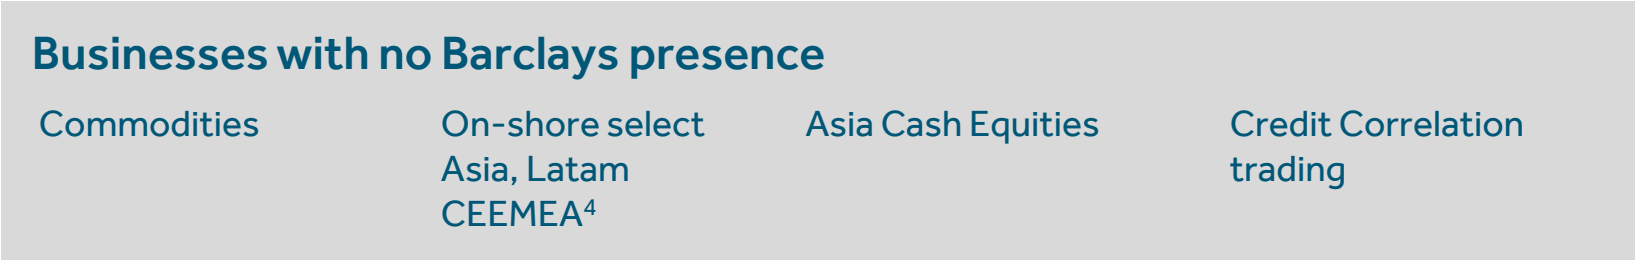 Businesses with no Barclays presence
Commodities
On-shore select
Asia, Latam
CEEMEA⁴
Asia Cash Equities
Credit Correlation
trading